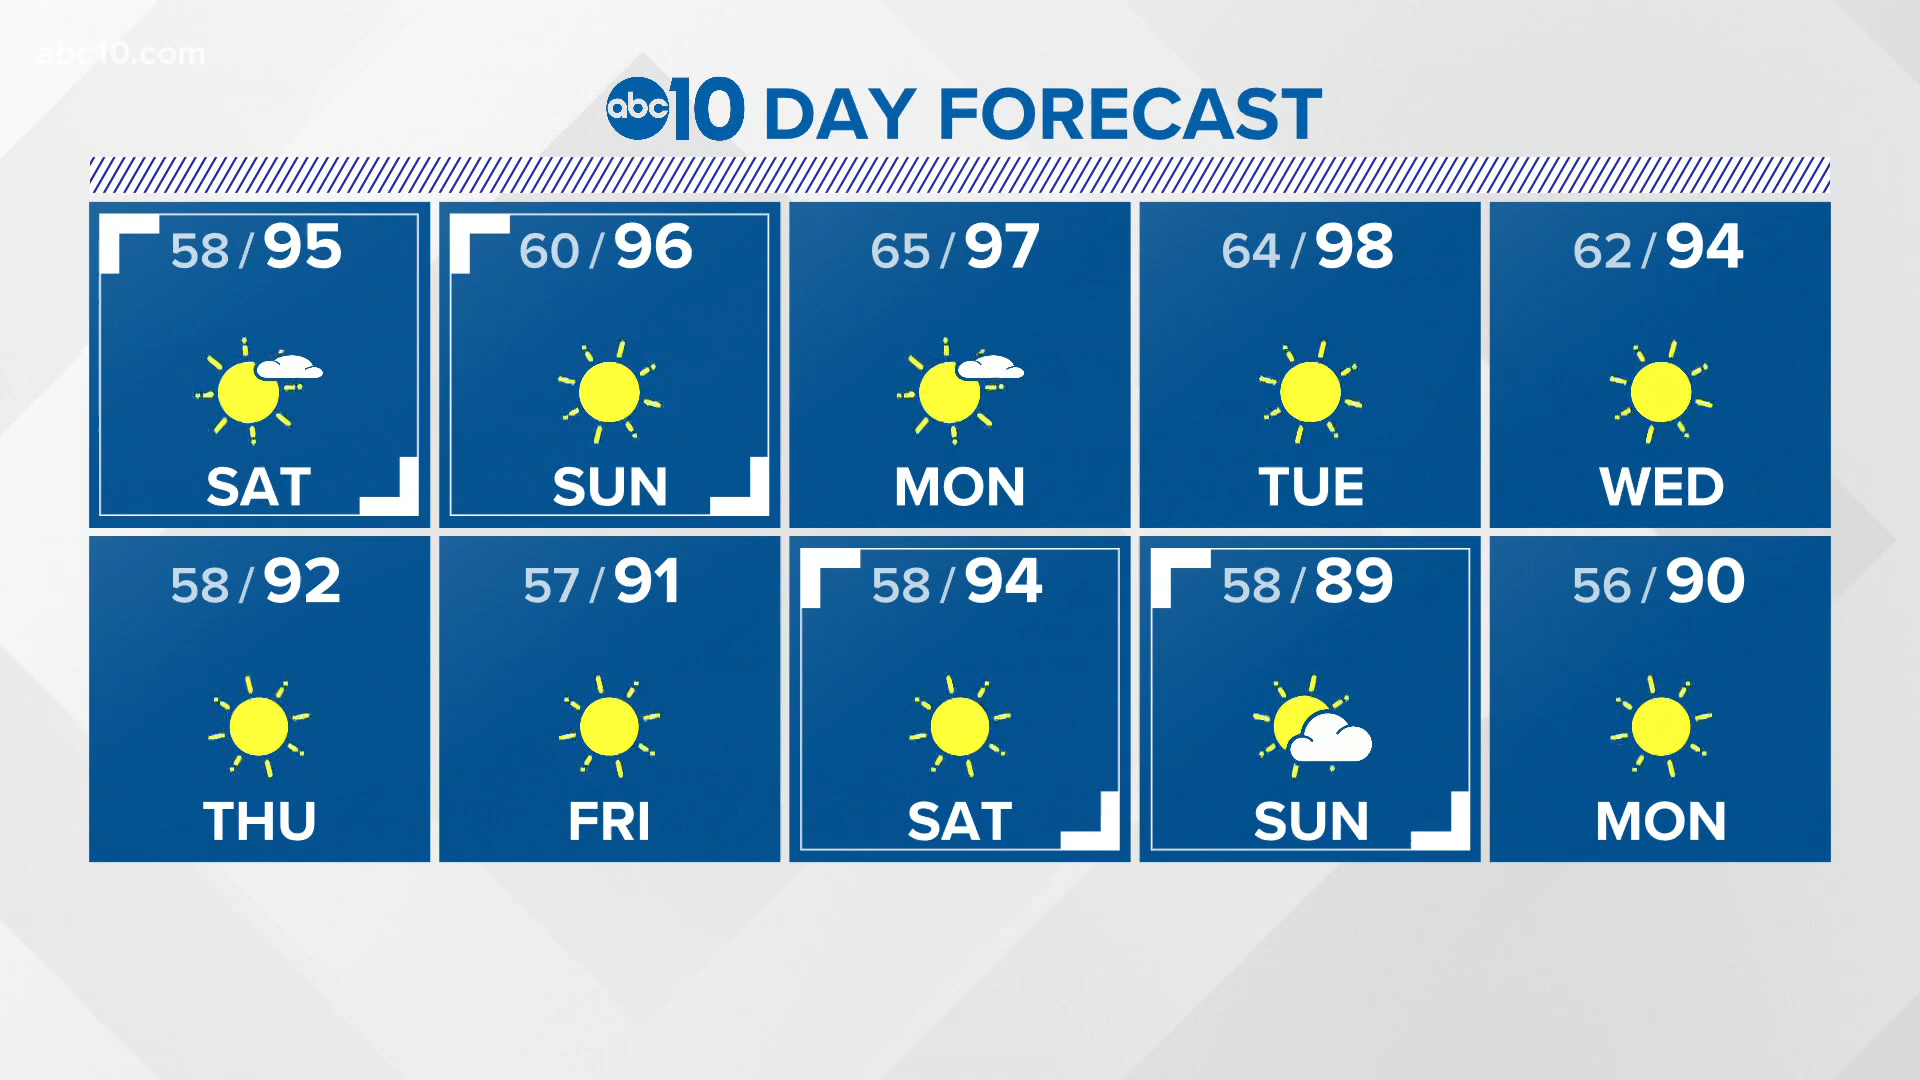 abc10.com
abc10 DAY FORECAST
58/95 60/96 65/97 64/98 62/94
SAT SUN MON TUE WED
58/92 57/91 58/94 58/89 56/90
THU FRI SAT SUN MON